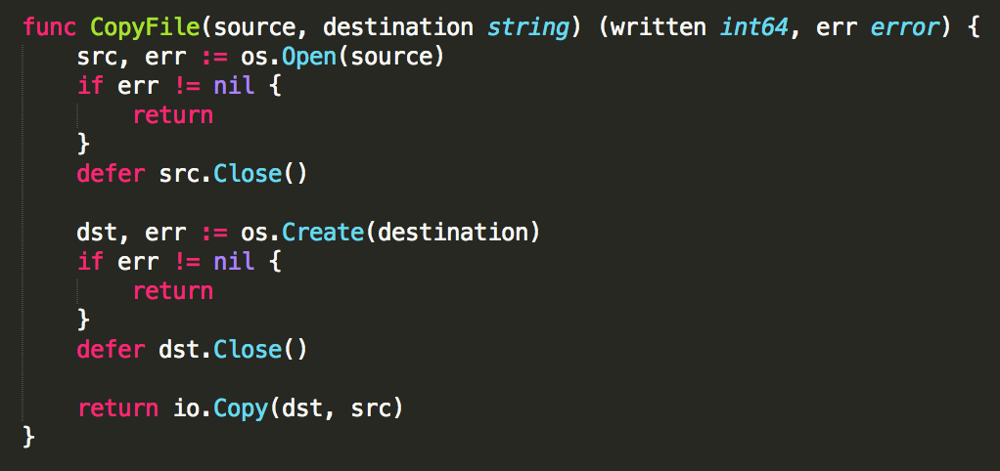 func CopyFile(source, destination string) (written int64, err error) {
    src, err := os.Open(source)
    if err != nil {
        return
    }
    defer src.Close()

    dst, err := os.Create(destination)
    if err != nil {
        return
    }
    defer dst.Close()

    return io.Copy(dst, src)
}